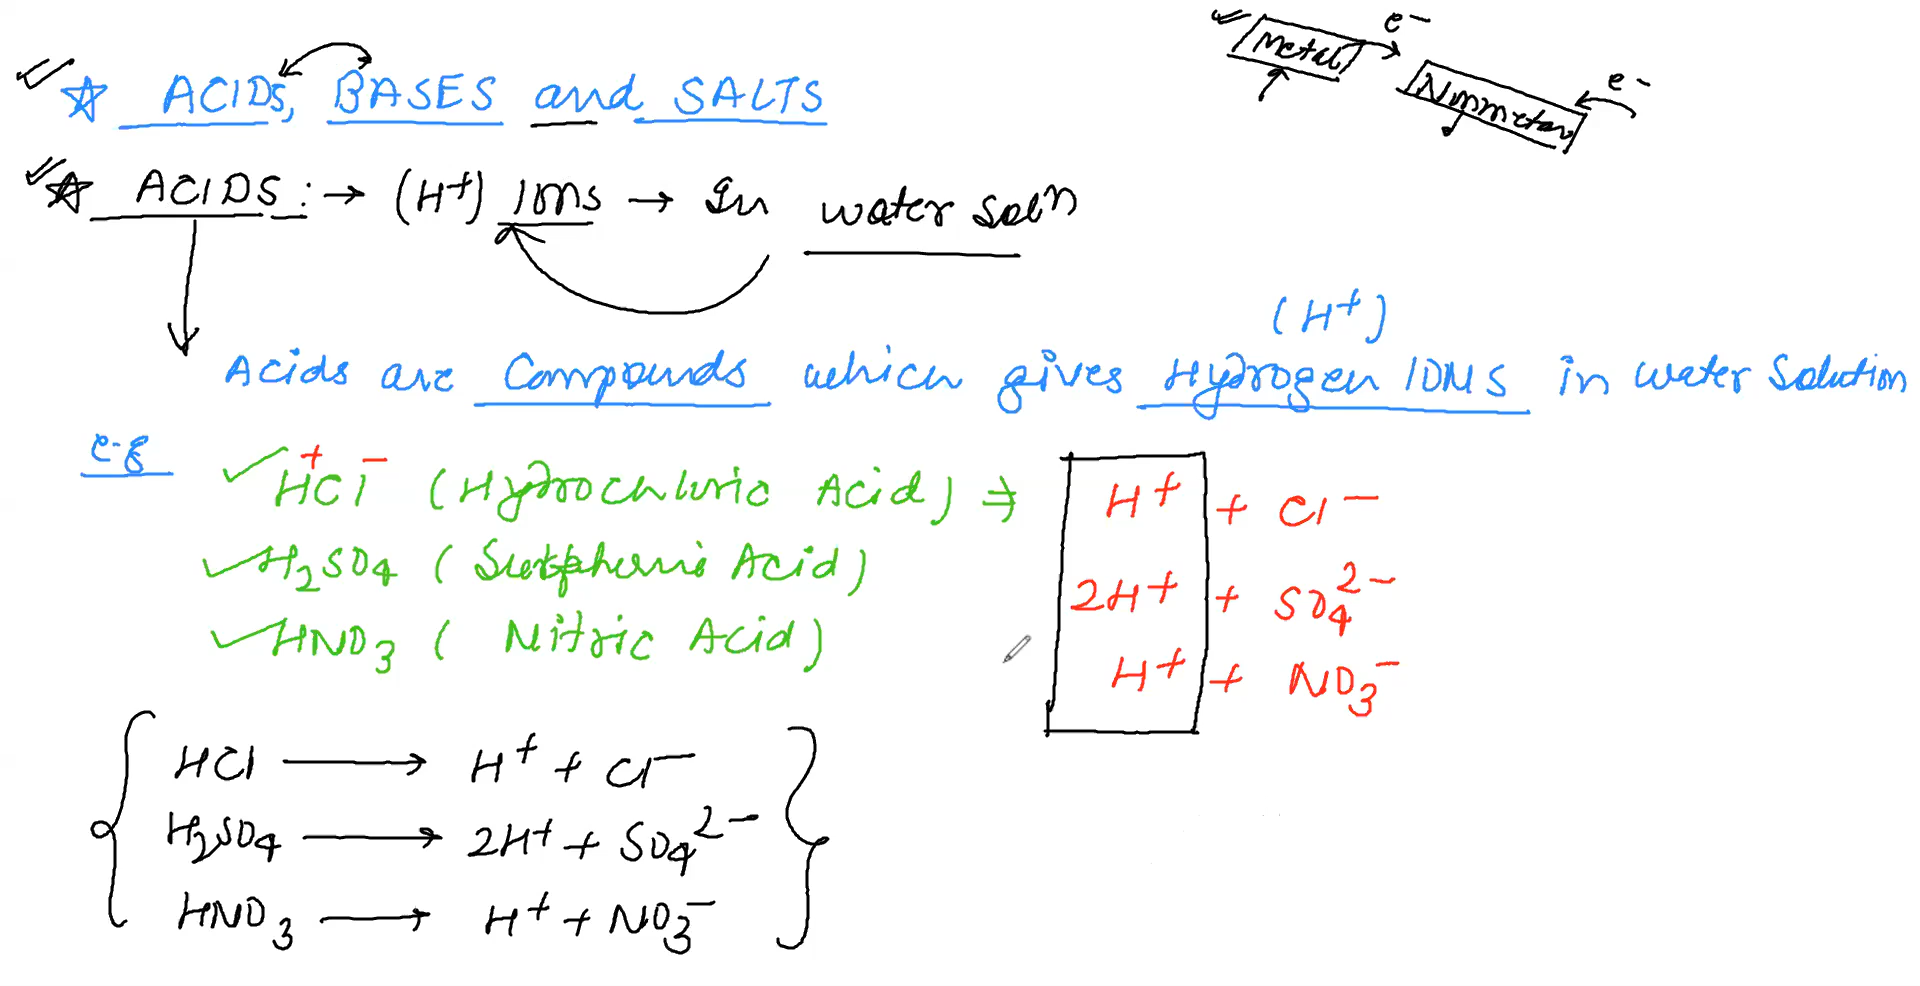 Metal e⁻
Nonmetal e⁻
☆ ACIDS, BASES and SALTS
☆ ACIDS :→ (H⁺) IONS → In water Solⁿ
(H⁺)
Acids are Compounds which gives Hydrogen IONS in water Solution
e.g
H⁺Cl⁻ (Hydrochloric Acid) ⇒ H⁺ + Cl⁻
H₂SO₄ (Sulphuric Acid) 2H⁺ + SO₄²⁻
HNO₃ (Nitric Acid) H⁺ + NO₃⁻
HCl ⟶ H⁺ + Cl⁻
H₂SO₄ ⟶ 2H⁺ + SO₄²⁻
HNO₃ ⟶ H⁺ + NO₃⁻